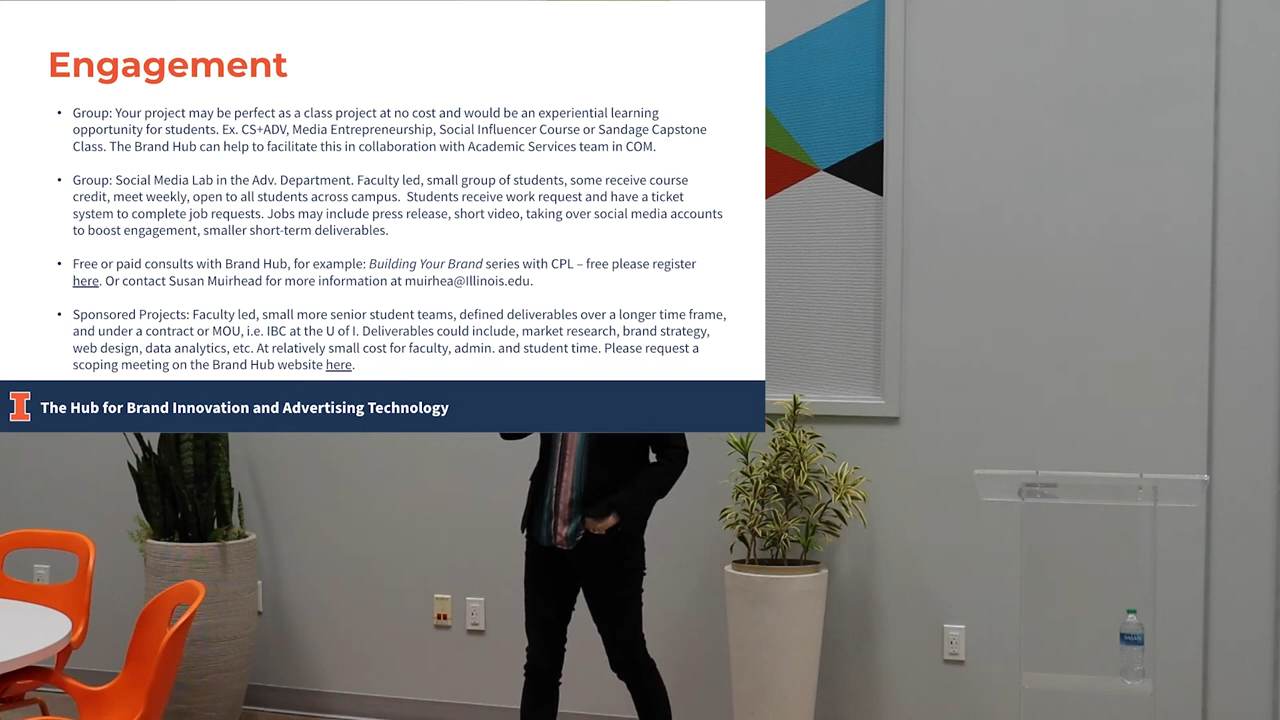 Engagement
• Group: Your project may be perfect as a class project at no cost and would be an experiential learning
opportunity for students. Ex. CS+ADV, Media Entrepreneurship, Social Influencer Course or Sandage Capstone
Class. The Brand Hub can help to facilitate this in collaboration with Academic Services team in COM.
• Group: Social Media Lab in the Adv. Department. Faculty led, small group of students, some receive course
credit, meet weekly, open to all students across campus.  Students receive work request and have a ticket
system to complete job requests. Jobs may include press release, short video, taking over social media accounts
to boost engagement, smaller short-term deliverables.
• Free or paid consults with Brand Hub, for example: Building Your Brand series with CPL – free please register
here. Or contact Susan Muirhead for more information at muirhea@Illinois.edu.
• Sponsored Projects: Faculty led, small more senior student teams, defined deliverables over a longer time frame,
and under a contract or MOU, i.e. IBC at the U of I. Deliverables could include, market research, brand strategy,
web design, data analytics, etc. At relatively small cost for faculty, admin. and student time. Please request a
scoping meeting on the Brand Hub website here.
I The Hub for Brand Innovation and Advertising Technology
DASANI